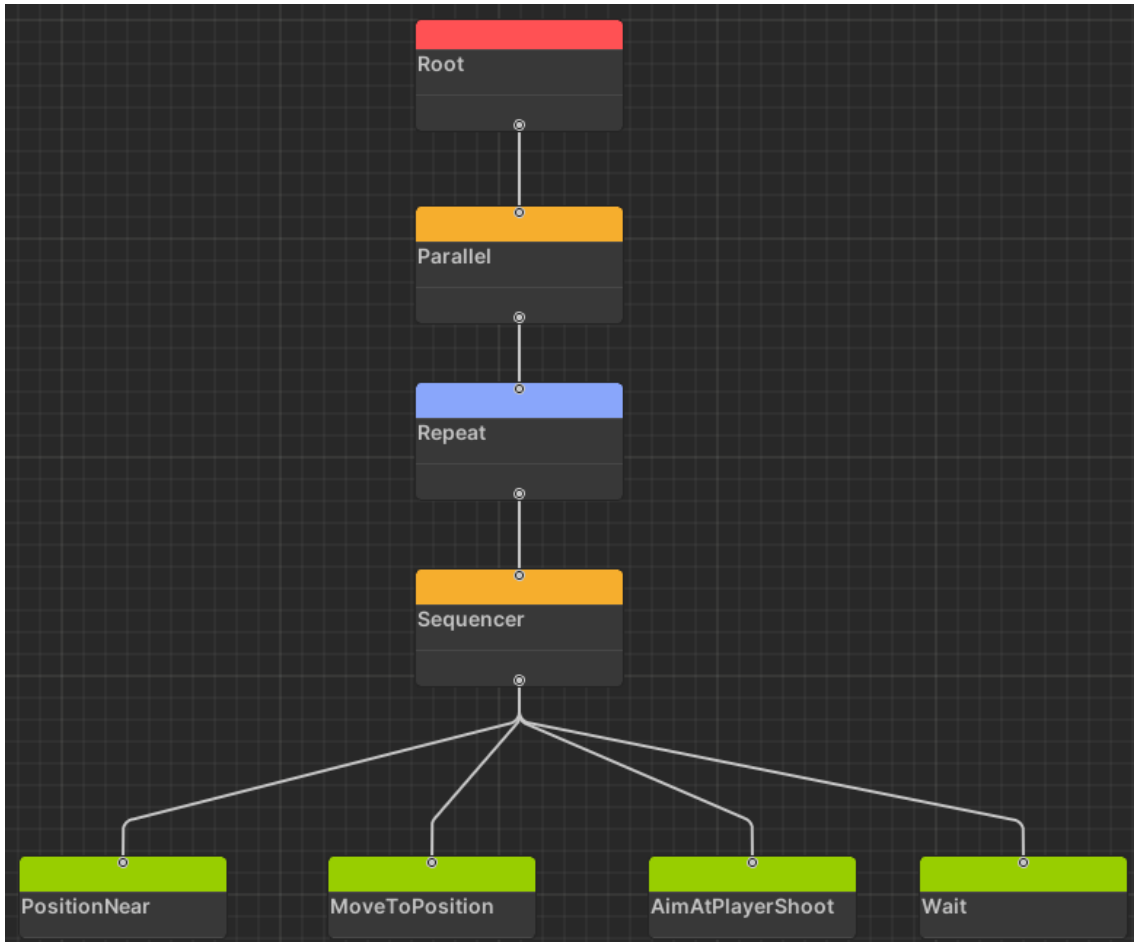 Root
Parallel
Repeat
Sequencer
PositionNear
MoveToPosition
AimAtPlayerShoot
Wait